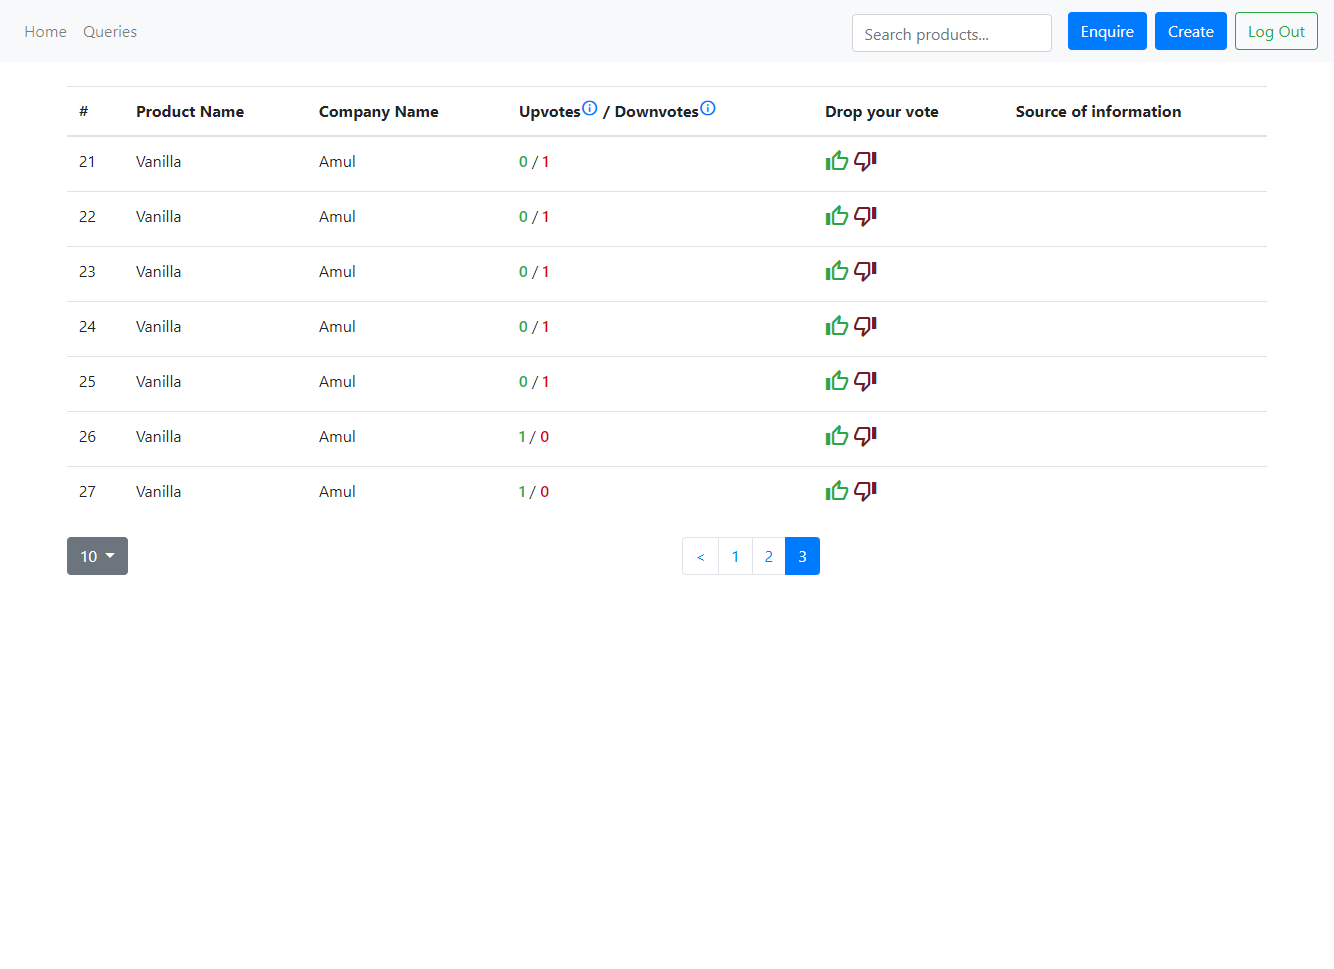 Home Queries Search products... Enquire Create Log Out
# Product Name Company Name Upvotes / Downvotes Drop your vote Source of information
21 Vanilla Amul 0 / 1
22 Vanilla Amul 0 / 1
23 Vanilla Amul 0 / 1
24 Vanilla Amul 0 / 1
25 Vanilla Amul 0 / 1
26 Vanilla Amul 1 / 0
27 Vanilla Amul 1 / 0
10 < 1 2 3